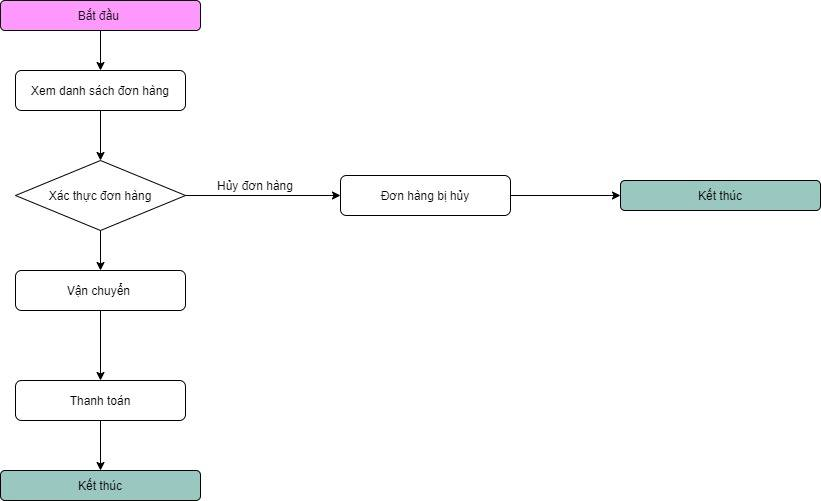 Bắt đầu
Xem danh sách đơn hàng
Xác thực đơn hàng
Hủy đơn hàng
Đơn hàng bị hủy
Kết thúc
Vận chuyển
Thanh toán
Kết thúc